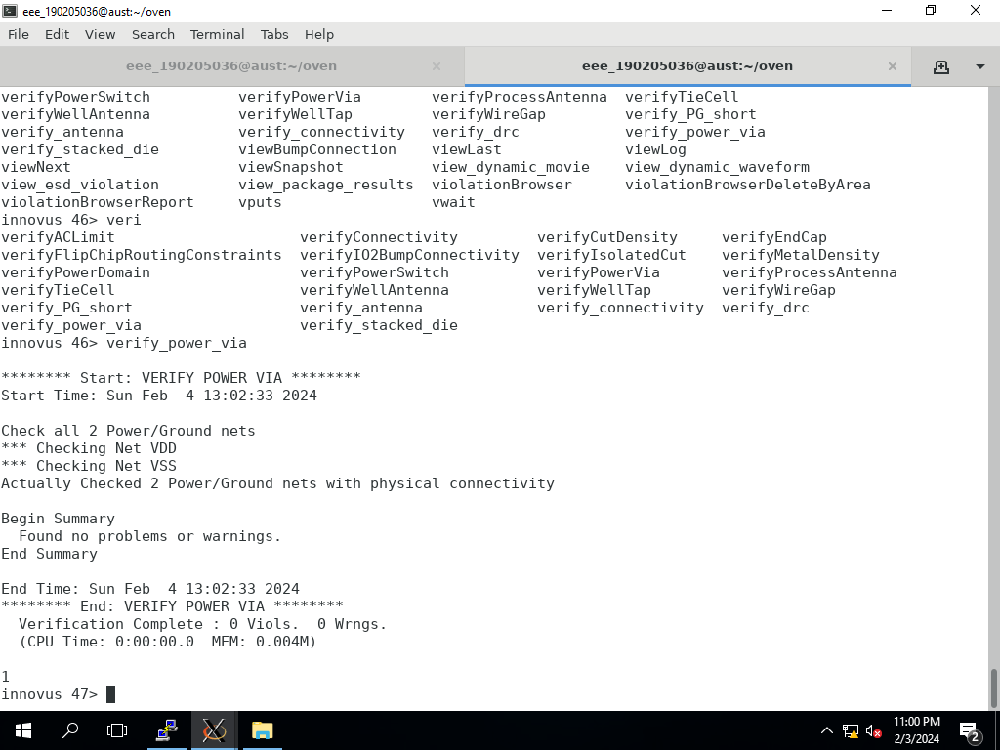 eee_190205036@aust:~/oven
File Edit View Search Terminal Tabs Help
eee_190205036@aust:~/oven × eee_190205036@aust:~/oven ×
verifyPowerSwitch verifyPowerVia verifyProcessAntenna verifyTieCell
verifyWellAntenna verifyWellTap verifyWireGap verify_PG_short
verify_antenna verify_connectivity verify_drc verify_power_via
verify_stacked_die viewBumpConnection viewLast viewLog
viewNext viewSnapshot view_dynamic_movie view_dynamic_waveform
view_esd_violation view_package_results violationBrowser violationBrowserDeleteByArea
violationBrowserReport vputs vwait
innovus 46> veri
verifyACLimit verifyConnectivity verifyCutDensity verifyEndCap
verifyFlipChipRoutingConstraints verifyIO2BumpConnectivity verifyIsolatedCut verifyMetalDensity
verifyPowerDomain verifyPowerSwitch verifyPowerVia verifyProcessAntenna
verifyTieCell verifyWellAntenna verifyWellTap verifyWireGap
verify_PG_short verify_antenna verify_connectivity verify_drc
verify_power_via verify_stacked_die
innovus 46> verify_power_via
******** Start: VERIFY POWER VIA ********
Start Time: Sun Feb  4 13:02:33 2024
Check all 2 Power/Ground nets
*** Checking Net VDD
*** Checking Net VSS
Actually Checked 2 Power/Ground nets with physical connectivity
Begin Summary
  Found no problems or warnings.
End Summary
End Time: Sun Feb  4 13:02:33 2024
******** End: VERIFY POWER VIA ********
  Verification Complete : 0 Viols.  0 Wrngs.
  (CPU Time: 0:00:00.0  MEM: 0.004M)
1
innovus 47>
11:00 PM
2/3/2024
2